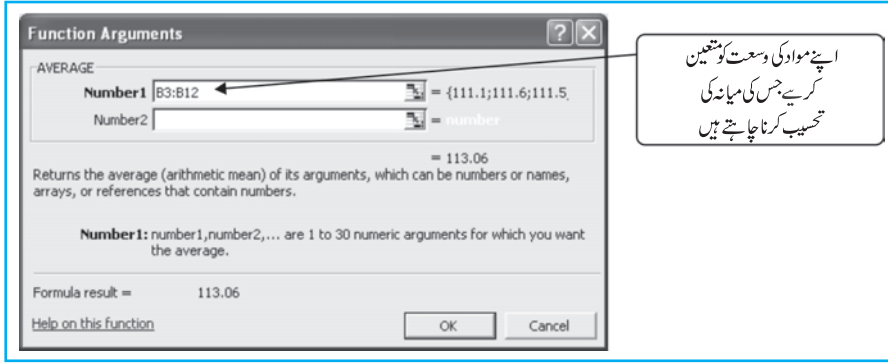 Function Arguments
AVERAGE
Number1 B3:B12 = {111.1;111.6;111.5
Number2 = number
= 113.06
Returns the average (arithmetic mean) of its arguments, which can be numbers or names,
arrays, or references that contain numbers.
Number1: number1,number2,... are 1 to 30 numeric arguments for which you want
the average.
Formula result = 113.06
Help on this function
OK Cancel
اپنے مواد کی وسعت کو متعین
کریے جس کی میانہ کی
تحسیب کرنا چاہتے ہیں